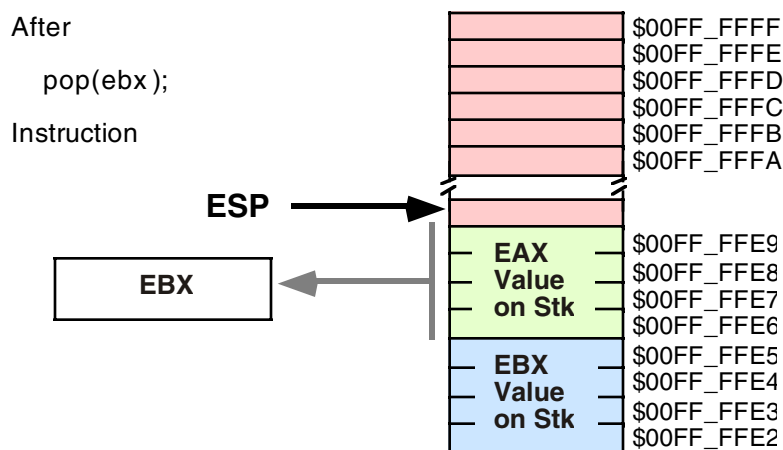 After
pop(ebx );
Instruction
ESP
EBX
EAX
Value
on Stk
EBX
Value
on Stk
$00FF_FFFF
$00FF_FFFE
$00FF_FFFD
$00FF_FFFC
$00FF_FFFB
$00FF_FFFA
$00FF_FFE9
$00FF_FFE8
$00FF_FFE7
$00FF_FFE6
$00FF_FFE5
$00FF_FFE4
$00FF_FFE3
$00FF_FFE2